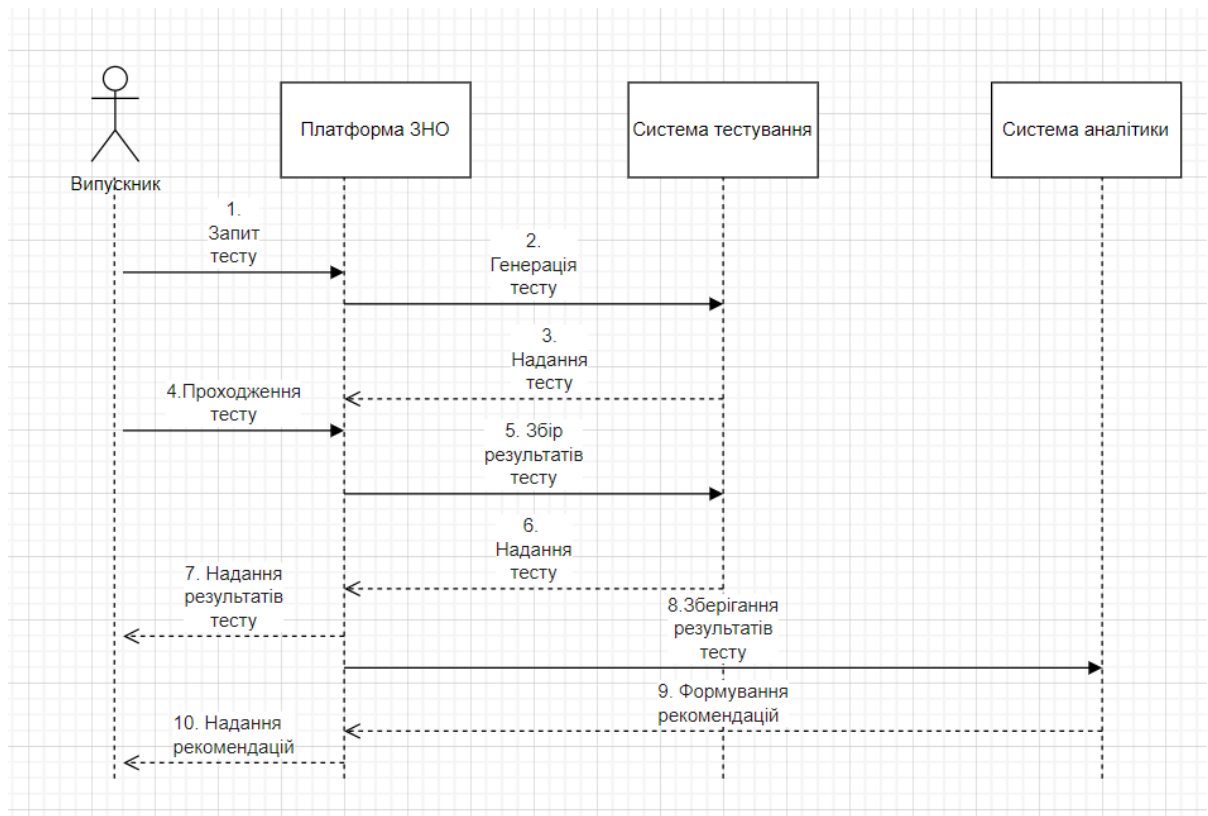 Платформа ЗНО
Система тестування
Система аналітики
Випускник
1.
Запит
тесту
2.
Генерація
тесту
3.
Надання
тесту
4.Проходження
тесту
5. Збір
результатів
тесту
6.
Надання
тесту
7. Надання
результатів
тесту
8.Зберігання
результатів
тесту
9. Формування
рекомендацій
10. Надання
рекомендацій